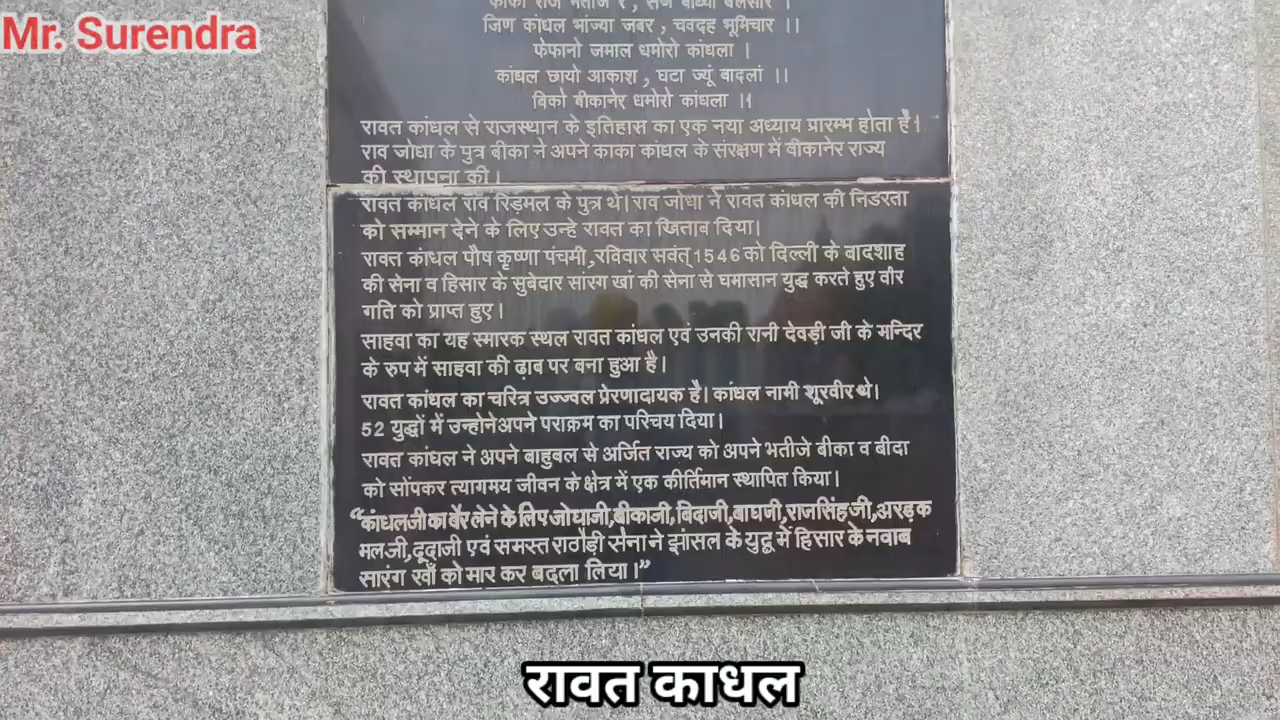 Mr. Surendra
काका राज भतीज रे , सज बांध्या
जिण कांधल भांज्या जबर , चवदह भूमिचार ।।
फेफानो जमाल धमोरो कांधला ।
कांधल छायो आकाश , घटा ज्यूं बादलां ।।
बिको बीकानेर धमोरो कांधला ।।
रावत कांधल से राजस्थान के इतिहास का एक नया अध्याय प्रारम्भ होता है।
राव जोधा के पुत्र बीका ने अपने काका कांधल के संरक्षण में बीकानेर राज्य
की स्थापना की।
रावत कांधल राव रिड़मल के पुत्र थे।राव जोधा ने रावत कांधल की निडरता
को सम्मान देने के लिए उन्हे रावत का खिताब दिया।
रावत कांधल पौष कृष्णा पंचमी,रविवार सवंत् 1546 को दिल्ली के बादशाह
की सेना व हिसार के सुबेदार सांरग खां की सेना से घमासान युद्ध करते हुए वीर
गति को प्राप्त हुए।
साहवा का यह स्मारक स्थल रावत कांधल एवं उनकी रानी देवड़ी जी के मन्दिर
के रुप में साहवा की ढ़ाब पर बना हुआ है।
रावत कांधल का चरित्र उज्ज्वल प्रेरणादायक है। कांधल नामी शूरवीर थे।
52 युद्धों में उन्होनेअपने पराक्रम का परिचय दिया।
रावत कांधल ने अपने बाहुबल से अर्जित राज्य को अपने भतीजे बीका व बीदा
को सोंपकर त्यागमय जीवन के क्षेत्र में एक कीर्तिमान स्थापित किया।
“कांधलजी का बैर लेने के लिए जोधाजी,बीकाजी,बिदाजी,बाघजी,राजसिंहजी,अरड़क
मलजी,दूदाजी एवं समस्त राठौड़ी सेना ने झांसल के युद्ध में हिसार के नवाब
सारंग खाँ को मार कर बदला लिया।”
रावत काधल